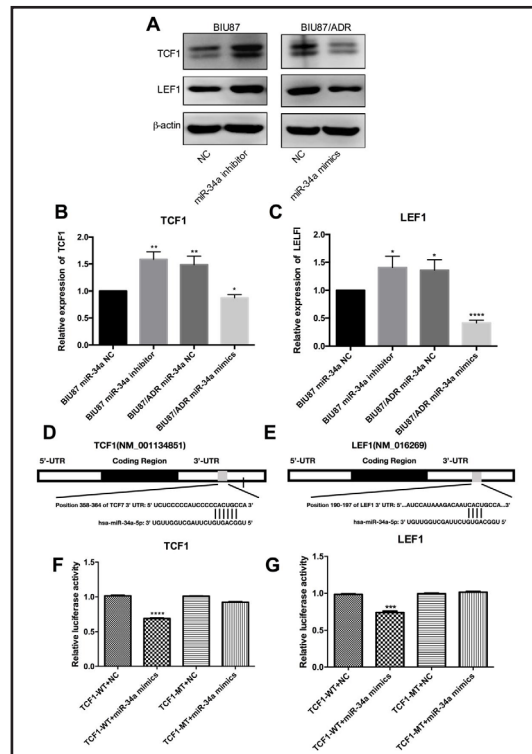 A
BIU87 BIU87/ADR
TCF1
LEF1
β-actin
NC
miR-34a inhibitor
NC
miR-34a mimics
B
TCF1
Relative expression of TCF1
2.0
1.5
1.0
0.5
0.0
**
**
*
BIU87 miR-34a NC
BIU87 miR-34a inhibitor
BIU87/ADR miR-34a NC
BIU87/ADR miR-34a mimics
C
LEF1
Relative expression of LELFI
2.0
1.5
1.0
0.5
0.0
*
*
****
BIU87 miR-34a NC
BIU87 miR-34a inhibitor
BIU87/ADR miR-34a NC
BIU87/ADR miR-34a mimics
D
TCF1(NM_001134851)
5'-UTR Coding Region 3'-UTR
Position 358-364 of TCF7 3' UTR: 5' UCUCCCCCAUCCCCCACUGCCA 3'
hsa-miR-34a-5p: 3' UGUUGGUCGAUUCUGUGACGGU 5'
E
LEF1(NM_016269)
5'-UTR Coding Region 3'-UTR
Position 190-197 of LEF1 3' UTR: 5'...AUCCAUAAAGACAAUCACUGCCA...3'
hsa-miR-34a-5p: 3' UGUUGGUCGAUUCUGUGACGGU 5'
F
TCF1
Relative luciferase activity
1.5
1.0
0.5
0.0
****
TCF1-WT+NC
TCF1-WT+miR-34a mimics
TCF1-MT+NC
TCF1-MT+miR-34a mimics
G
LEF1
Relative luciferase activity
1.5
1.0
0.5
0.0
***
TCF1-WT+NC
TCF1-WT+miR-34a mimics
TCF1-MT+NC
TCF1-MT+miR-34a mimics